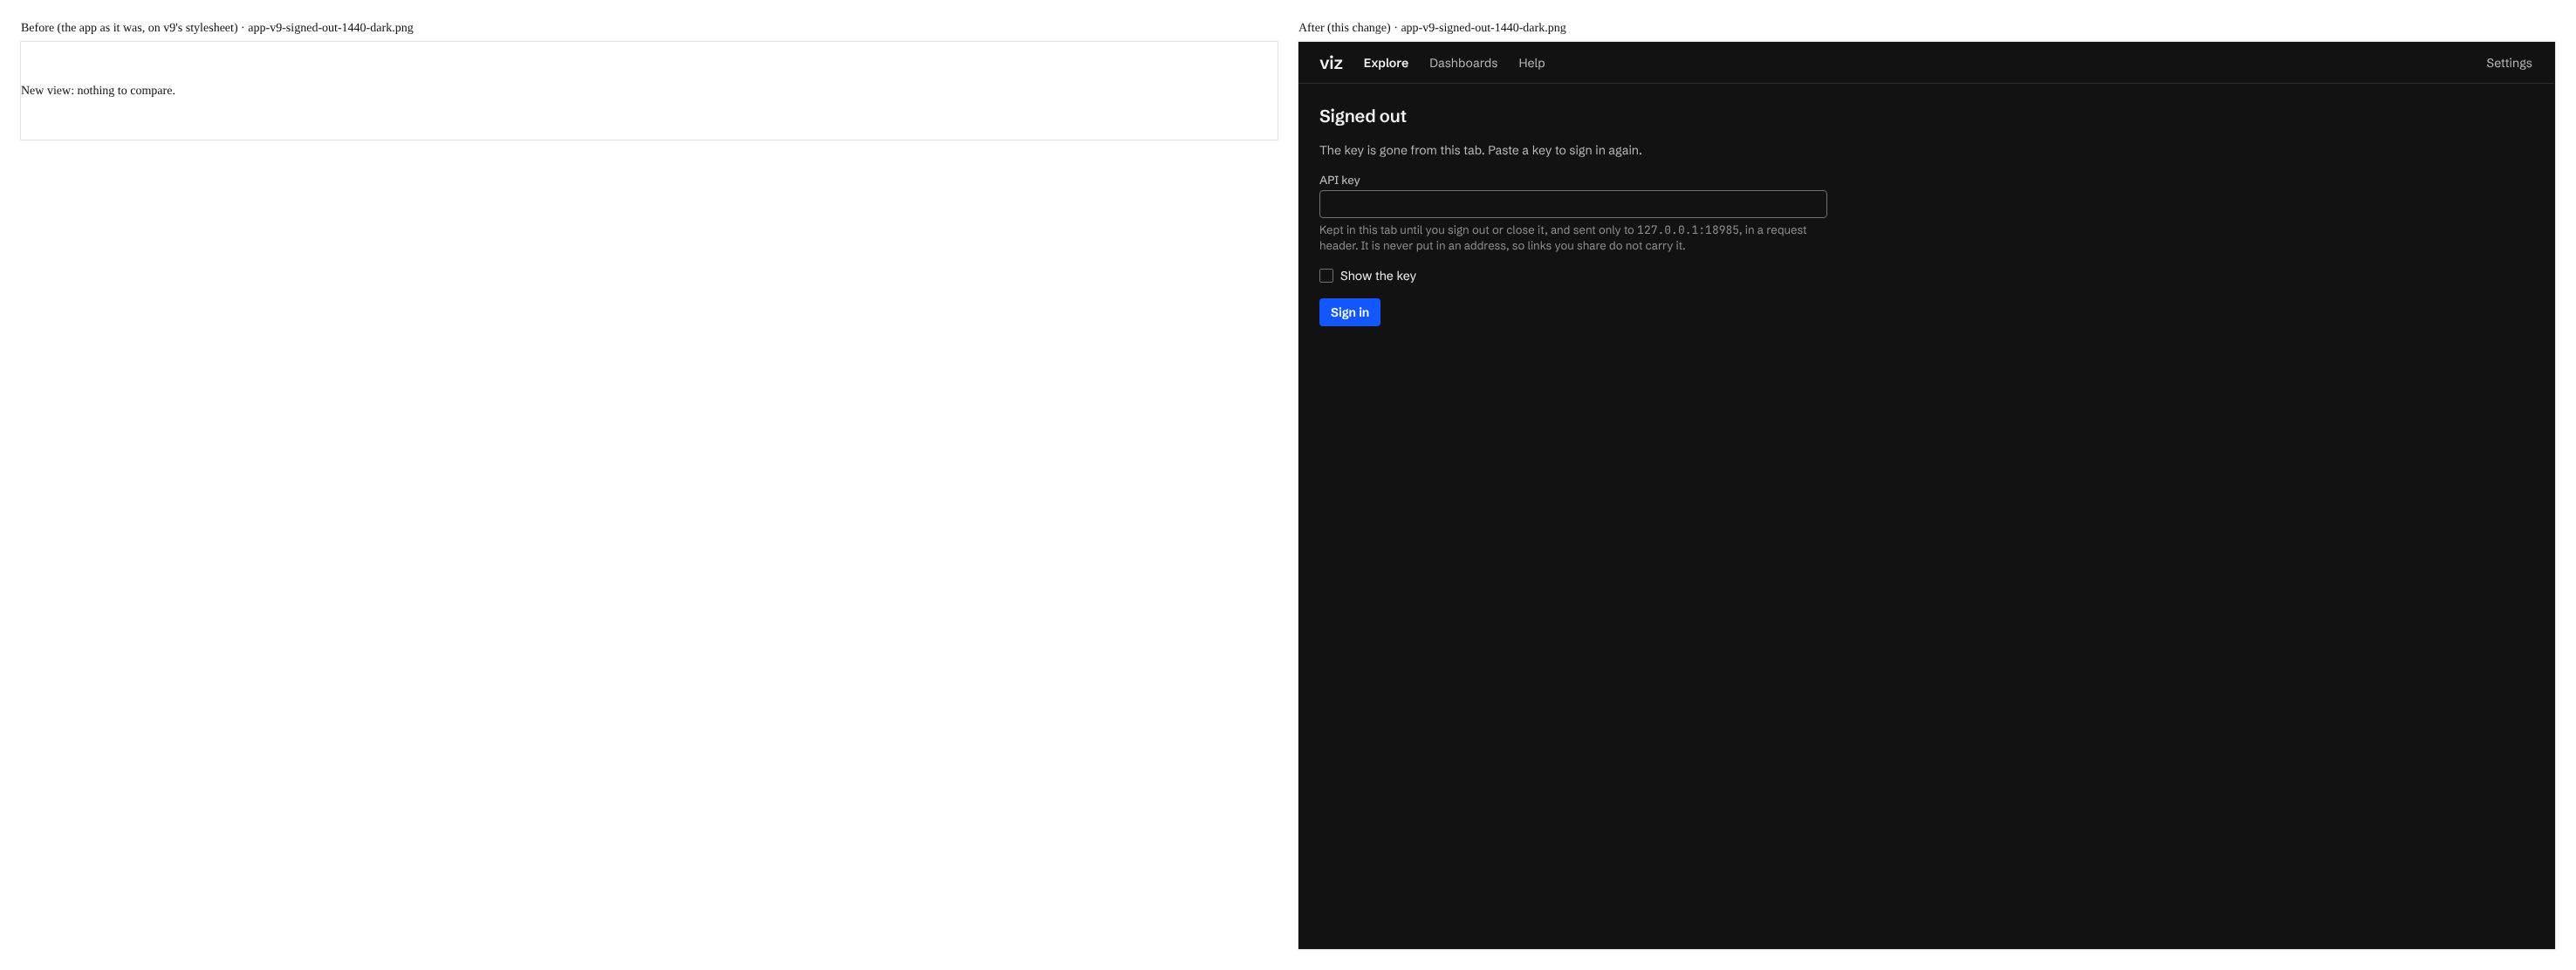 Before (the app as it was, on v9's stylesheet) · app-v9-signed-out-1440-dark.png
New view: nothing to compare.
After (this change) · app-v9-signed-out-1440-dark.png
viz Explore Dashboards Help Settings
Signed out
The key is gone from this tab. Paste a key to sign in again.
API key
Kept in this tab until you sign out or close it, and sent only to 127.0.0.1:18985, in a request
header. It is never put in an address, so links you share do not carry it.
Show the key
Sign in